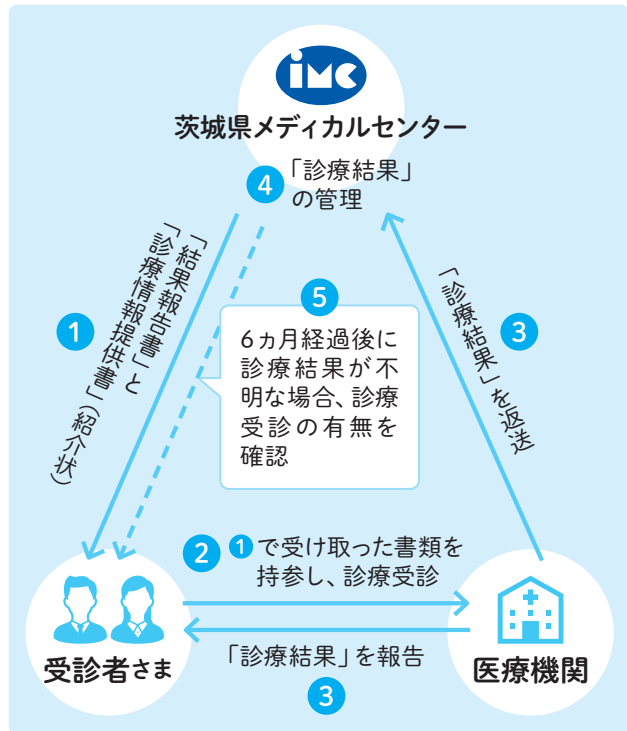 imc
茨城県メディカルセンター
4 「診療結果」
の管理
1
「結果報告書」と
「診療情報提供書」(紹介状)
5
6ヵ月経過後に
診療結果が不
明な場合、診療
受診の有無を
確認
3
「診療結果」を返送
2 1で受け取った書類を
持参し、診療受診
「診療結果」を報告
3
受診者さま
医療機関